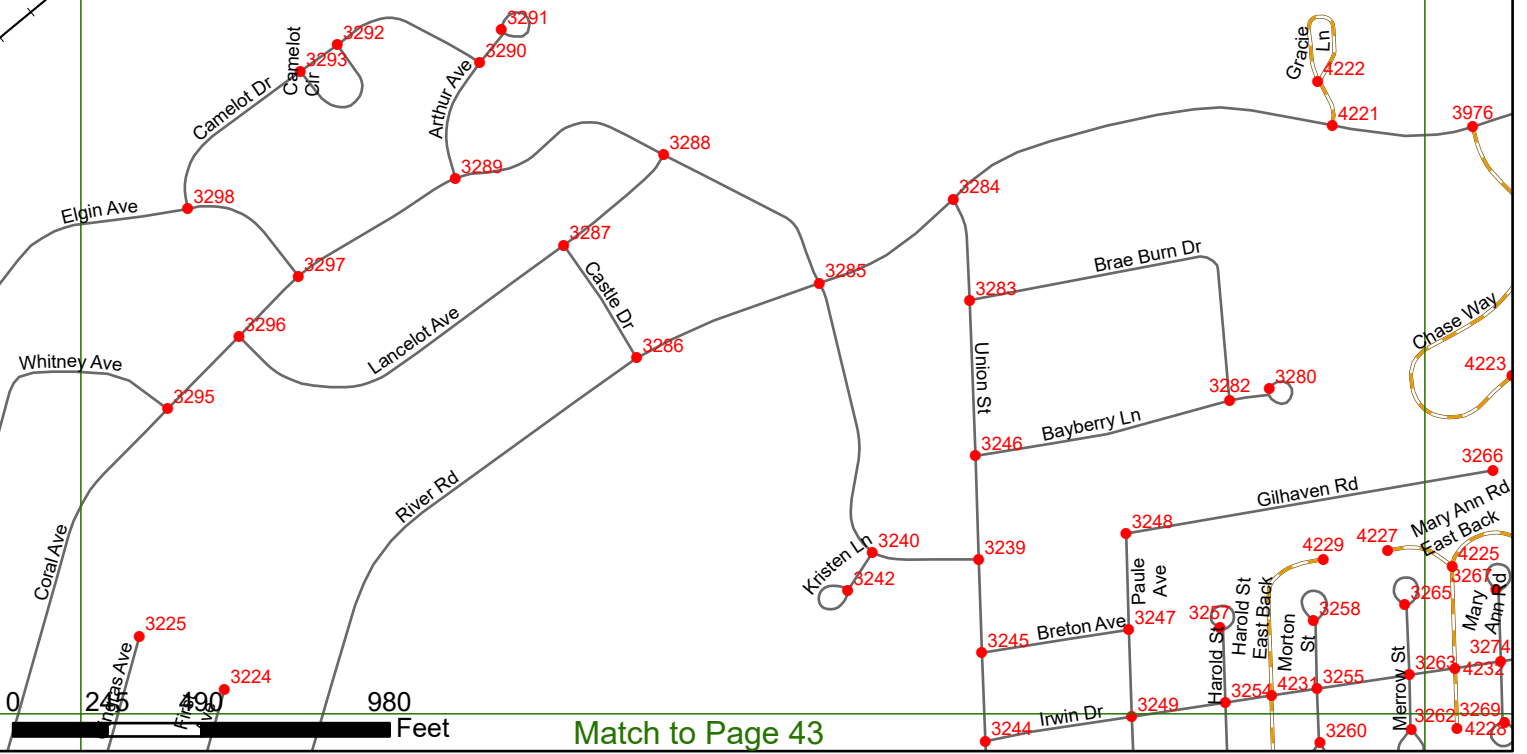 3291
3292
3290
3293
Camelot
Cir
Camelot Dr
Arthur Ave
Gracie
Ln
4222
4221
3976
3288
3289
3284
3298
Elgin Ave
3287
3297
3285
Castle Dr
Brae Burn Dr
3283
3296
Lancelot Ave
3286
Chase Way
Whitney Ave
3295
Union St
4223
3282
3280
Bayberry Ln
3246
3266
Gilhaven Rd
River Rd
Mary Ann Rd
East Back
3248
4227
Coral Ave
3240
3239
4229
4225
Kristen Ln
3242
Paule
Ave
3267
3265
Mary
Ann Rd
3257
Harold St
East Back
3258
Morton
St
3225
3245
Breton Ave
3247
Harold St
3274
3224
3254
4231
3255
3263
4232
Merrow St
0
245
490
980
Feet
Match to Page 43
3244
Irwin Dr
3249
3260
3262
3269
4228